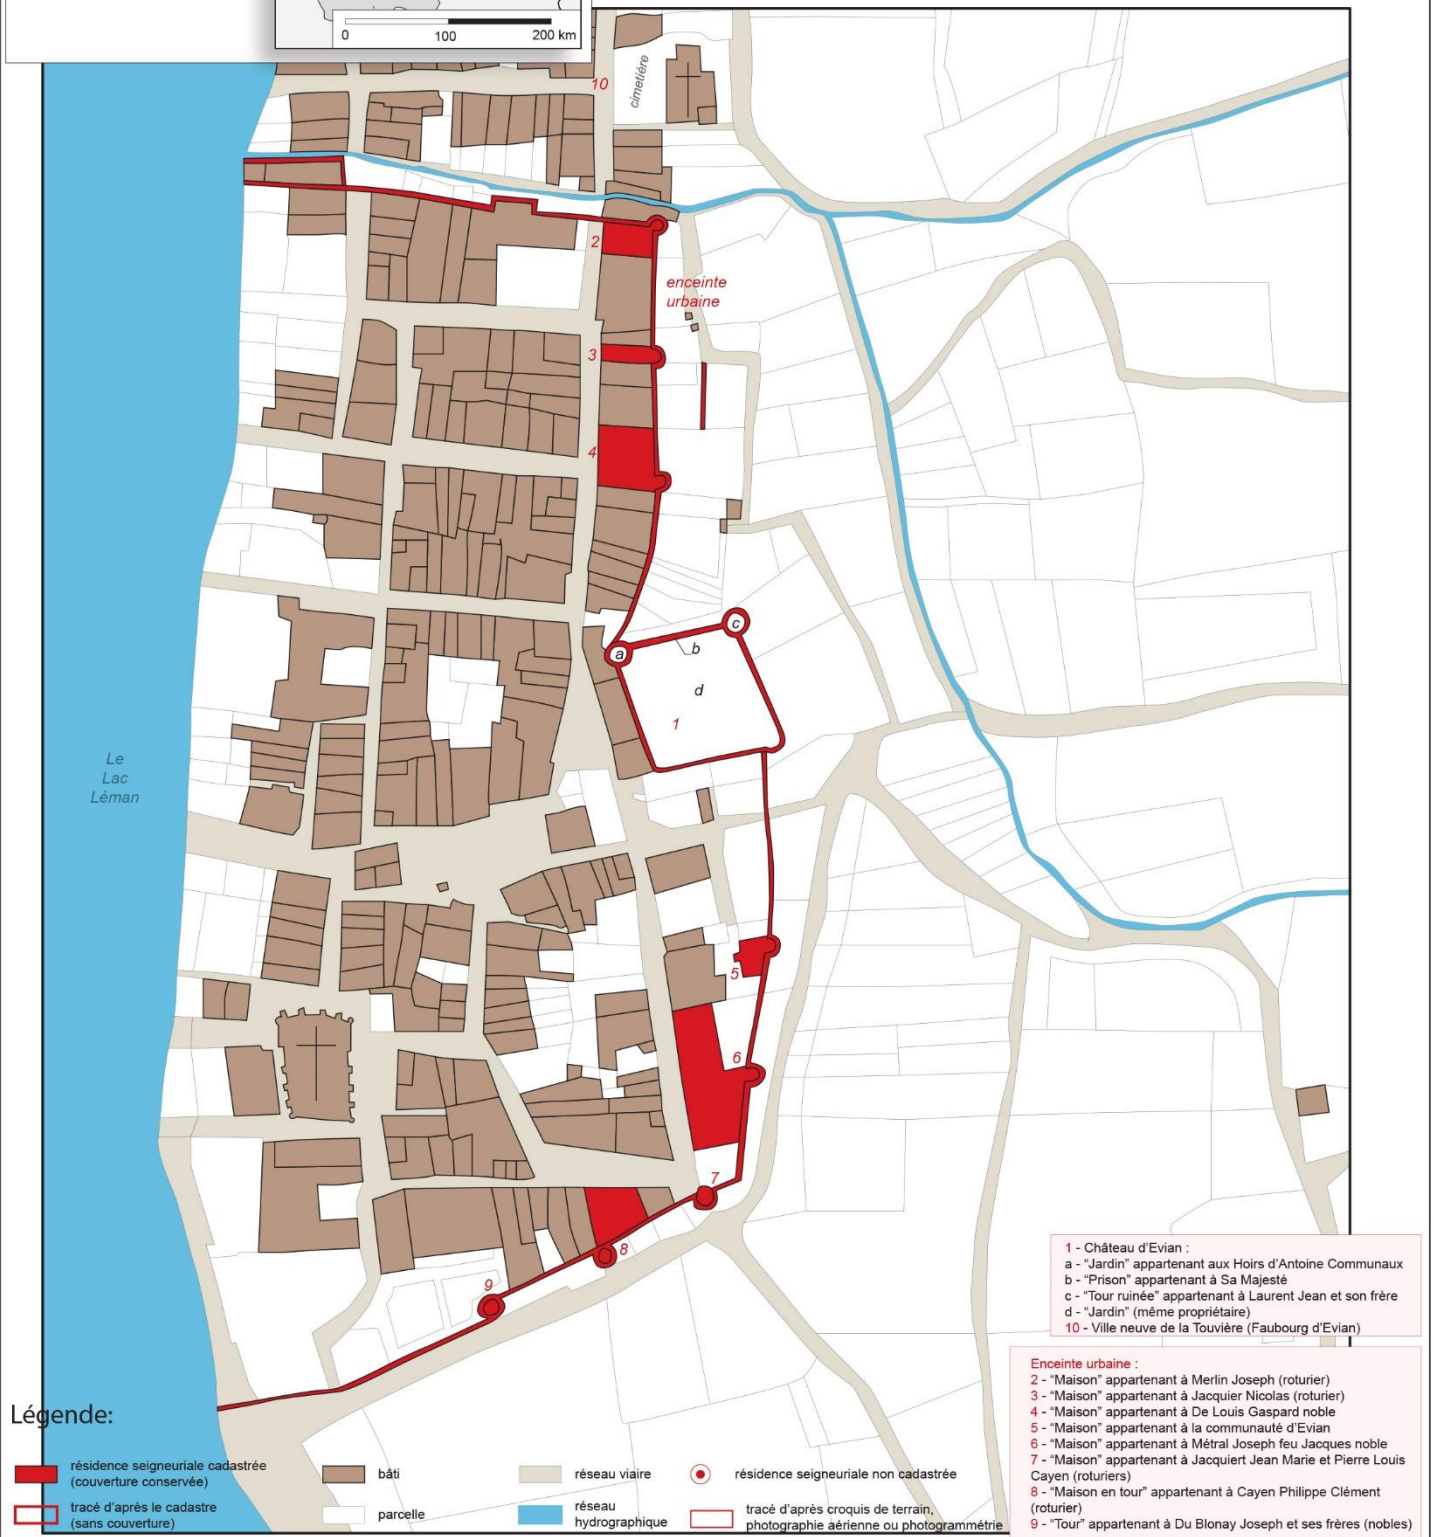 0 100 200 km
10
cimetière
2
enceinte
urbaine
3
4
c
a
b
d
1
Le
Lac
Léman
5
6
7
8
9
1 - Château d'Evian :
a - "Jardin" appartenant aux Hoirs d'Antoine Communaux
b - "Prison" appartenant à Sa Majesté
c - "Tour ruinée" appartenant à Laurent Jean et son frère
d - "Jardin" (même propriétaire)
10 - Ville neuve de la Touvière (Faubourg d'Evian)
Enceinte urbaine :
2 - "Maison" appartenant à Merlin Joseph (roturier)
3 - "Maison" appartenant à Jacquier Nicolas (roturier)
4 - "Maison" appartenant à De Louis Gaspard noble
5 - "Maison" appartenant à la communauté d'Evian
6 - "Maison" appartenant à Métral Joseph feu Jacques noble
7 - "Maison" appartenant à Jacquiert Jean Marie et Pierre Louis
Cayen (roturiers)
8 - "Maison en tour" appartenant à Cayen Philippe Clément
(roturier)
9 - "Tour" appartenant à Du Blonay Joseph et ses frères (nobles)
Légende:
résidence seigneuriale cadastrée
(couverture conservée)
tracé d'après le cadastre
(sans couverture)
bâti
parcelle
réseau viaire
réseau
hydrographique
résidence seigneuriale non cadastrée
tracé d'après croquis de terrain,
photographie aérienne ou photogrammétrie